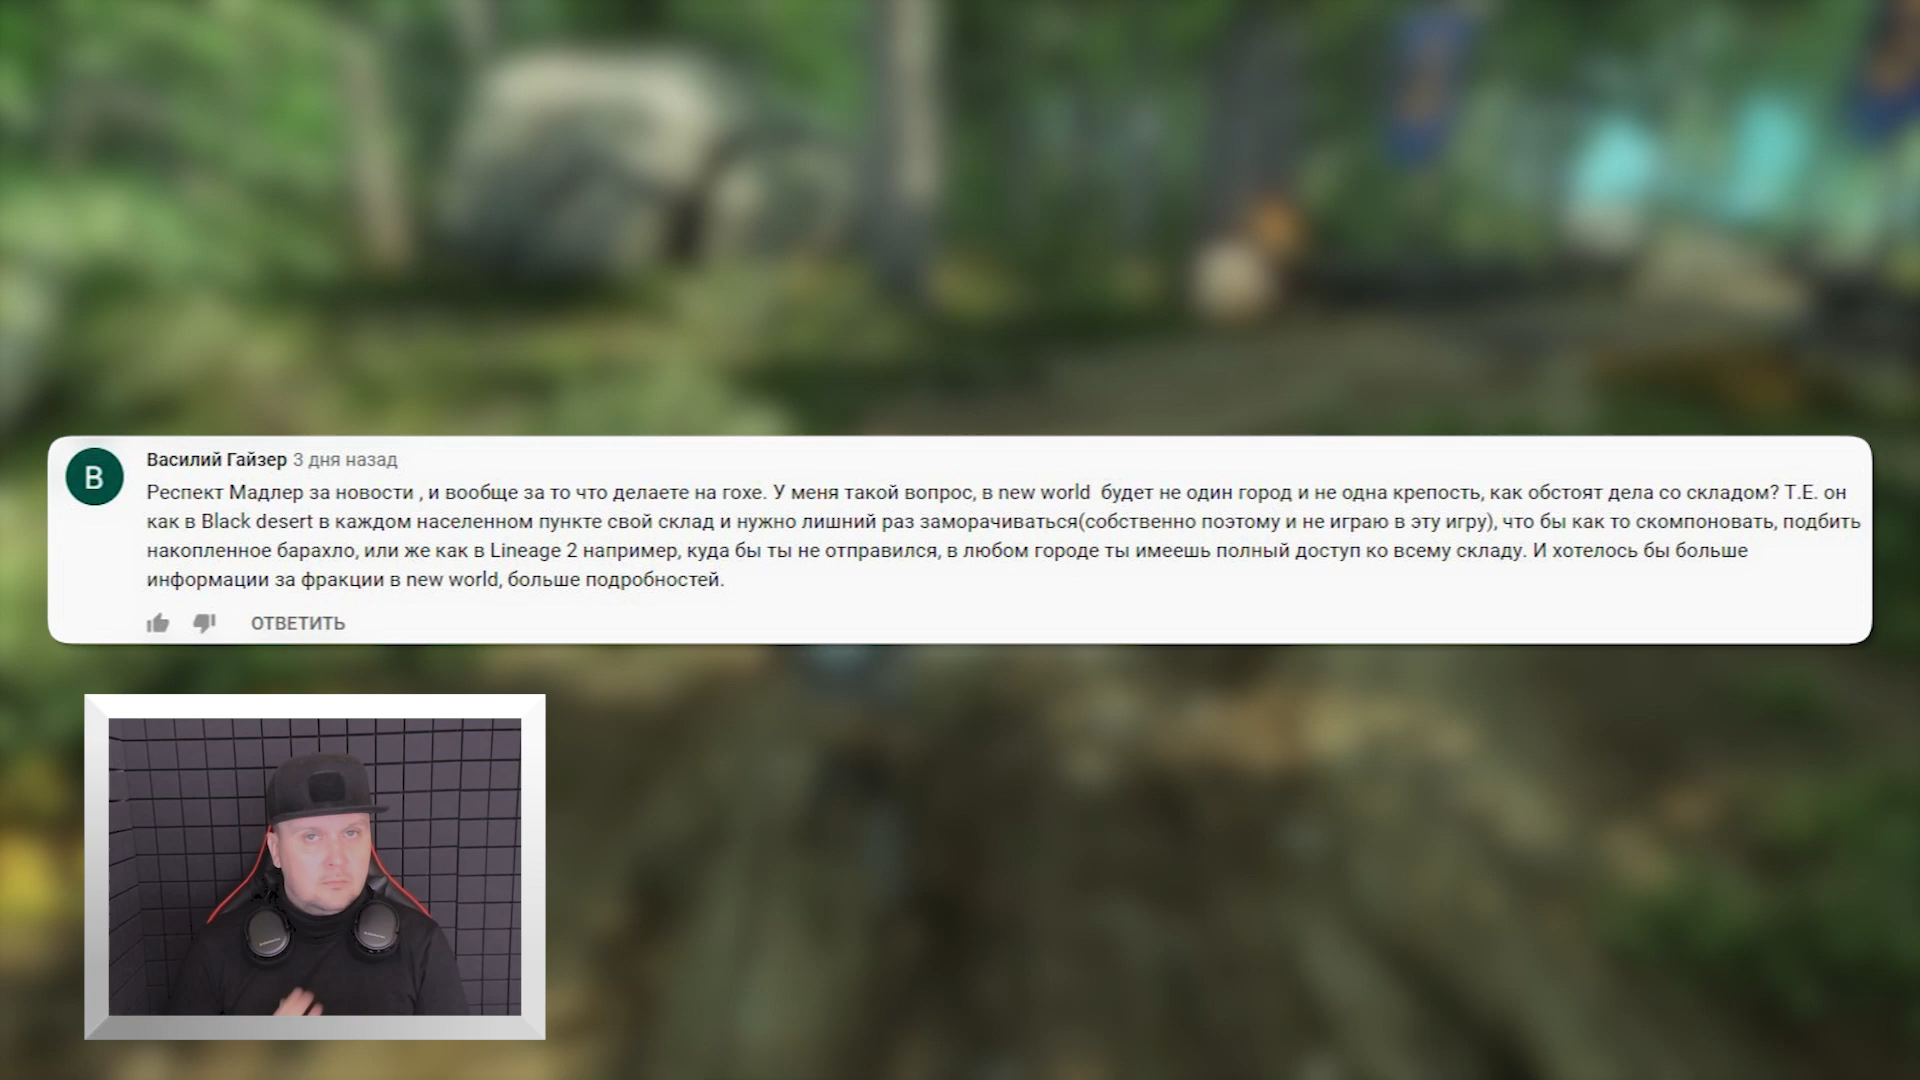 В
Василий Гайзер 3 дня назад
Респект Мадлер за новости , и вообще за то что делаете на гохе. У меня такой вопрос, в new world будет не один город и не одна крепость, как обстоят дела со складом? Т.Е. он
как в Black desert в каждом населенном пункте свой склад и нужно лишний раз заморачиваться(собственно поэтому и не играю в эту игру), что бы как то скомпоновать, подбить
накопленное барахло, или же как в Lineage 2 например, куда бы ты не отправился, в любом городе ты имеешь полный доступ ко всему складу. И хотелось бы больше
информации за фракции в new world, больше подробностей.
ОТВЕТИТЬ